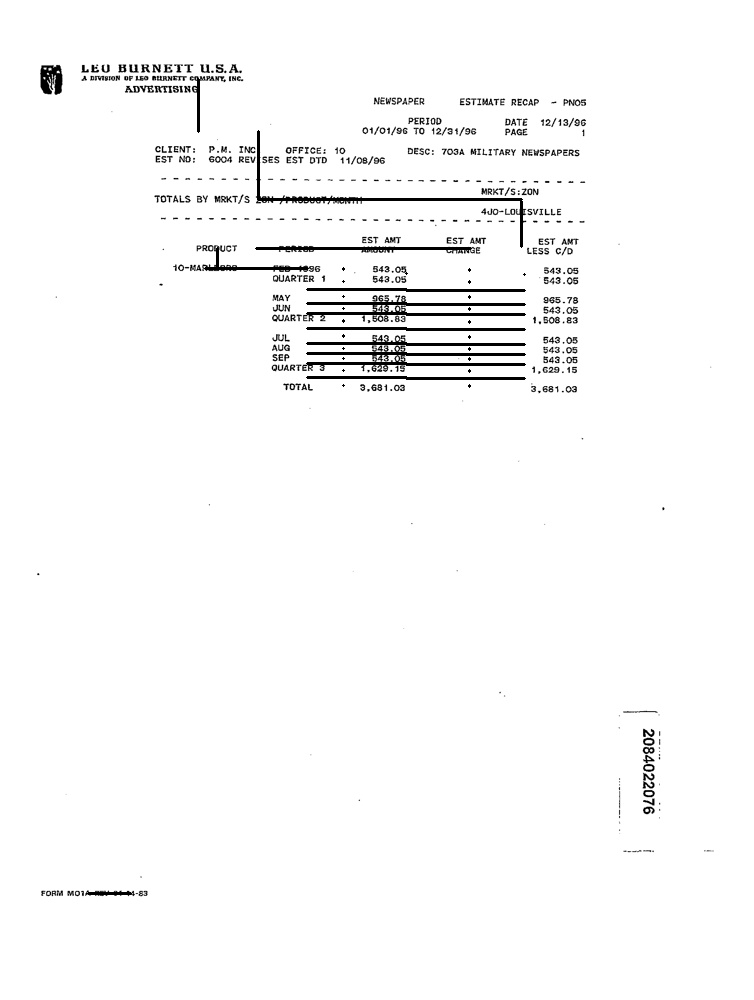 LEO BURNETT U.S.A.
A DIVISION OF LEO BURNETT COMPANY, INC.
ADVERTISING
NEWSPAPER ESTIMATE RECAP - PNO5
PERIOD DATE 12/13/96
01/01/96 TO 12/31/96 PAGE 1
CLIENT: P.M. INC OFFICE: 10 DESC: 703A MILITARY NEWSPAPERS
EST NO: 6004 REVISES EST DTD 11/08/96
MRKT/S:ZON
TOTALS BY MRKT/S ZON /PRODUCT/MONTH
4JO-LOUISVILLE
EST AMT EST AMT EST AMT
PRODUCT PERIOD AMOUNT CHANGE LESS C/D
10-MARLBORO FEB 1996 * 543.05 * * 543.05
QUARTER 1 543.05 543.05
MAY * 965.78 * 965.78
JUN * 543.05 * 543.05
QUARTER 2 * 1,508.83 * 1,508.83
JUL * 543.05 * 543.05
AUG * 543.05 * 543.05
SEP * 543.05 * 543.05
QUARTER 3 * 1,629.15 * 1,629.15
TOTAL * 3,681.03 * 3,681.03
2084022076
FORM MO1A REV 84-83